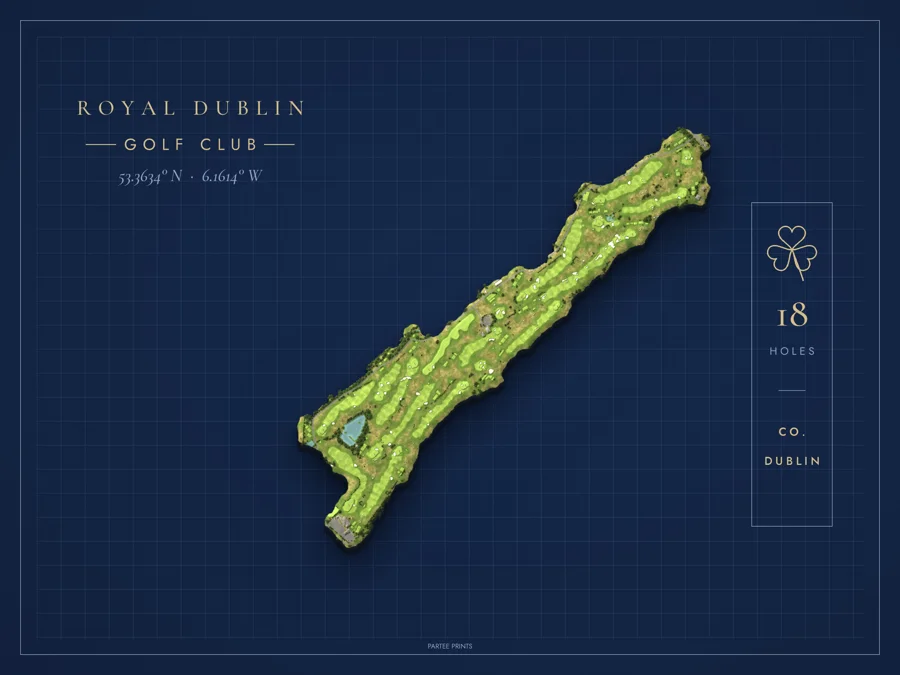 ROYAL DUBLIN
GOLF CLUB
53.3634° N · 6.1614° W
18
HOLES
CO.
DUBLIN
PARTEE PRINTS